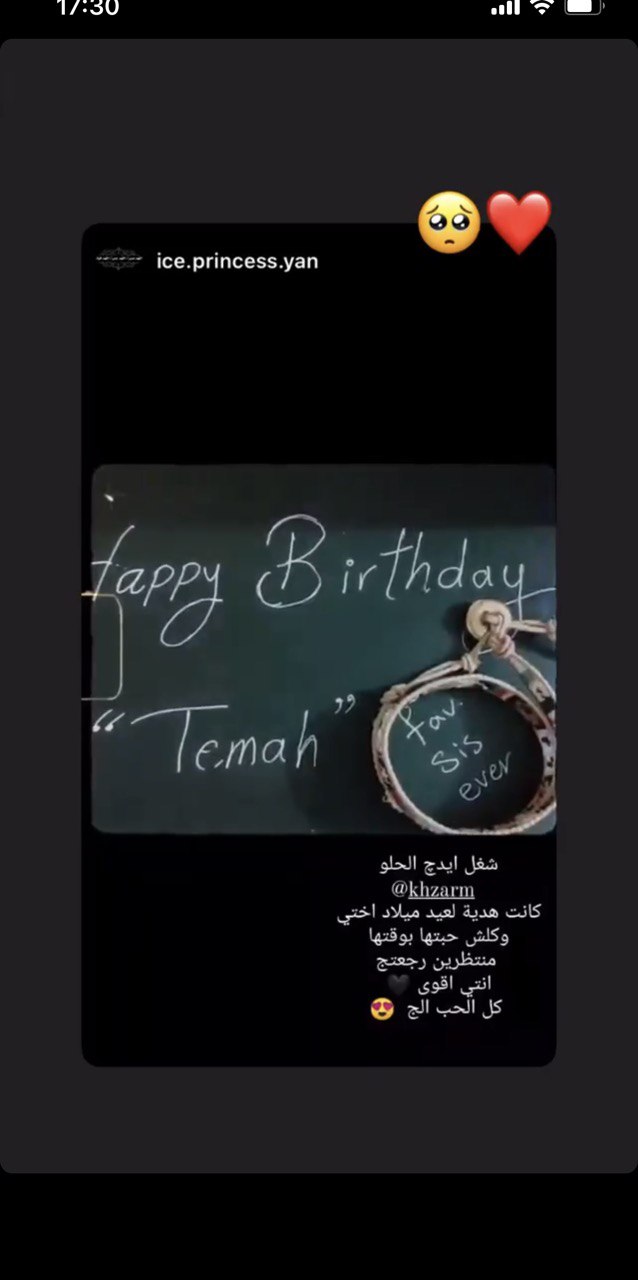 17:30
🥺❤️
ice.princess.yan
Happy Birthday
“Temah”
fav.
sis
ever
شغل ايدچ الحلو
@khzarm
كانت هدية لعيد ميلاد اختي
وكلش حبتها بوقتها
منتظرين رجعتج
انتي اقوى 🖤
كل الحب الج 😍